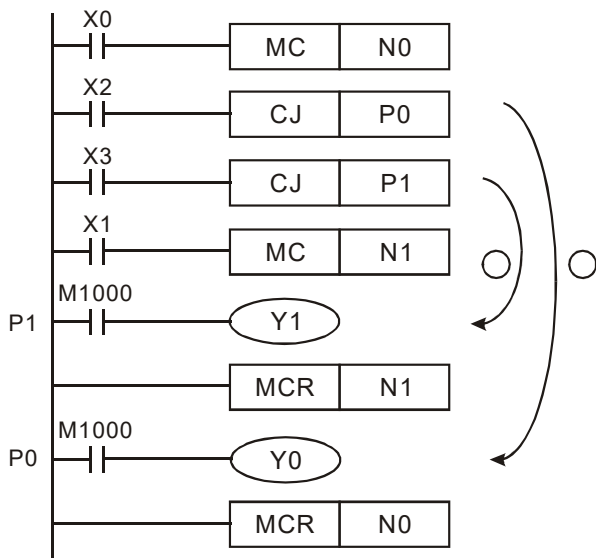 X0
MC N0
X2
CJ P0
X3
CJ P1
X1
MC N1
M1000
P1 Y1
MCR N1
M1000
P0 Y0
MCR N0